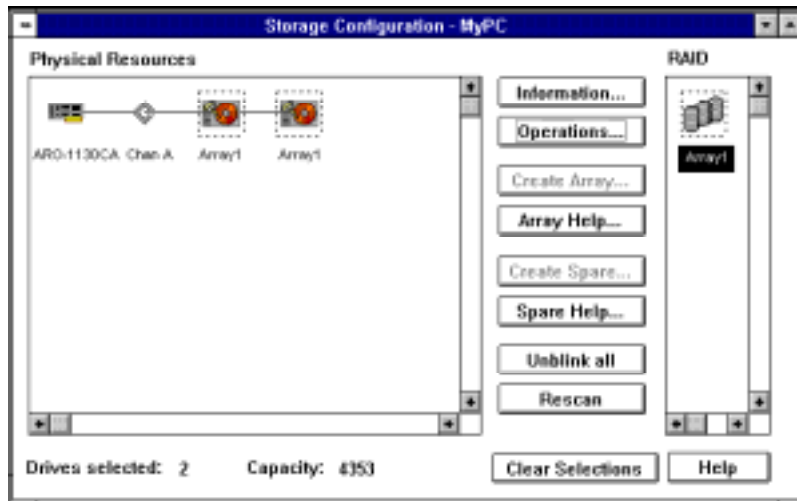 Storage Configuration - MyPC
Physical Resources
RAID
ARO-1130CA Chan A Array1 Array1
Array1
Information...
Operations...
Create Array...
Array Help...
Create Spare...
Spare Help...
Unblink all
Rescan
Drives selected: 2 Capacity: 4353
Clear Selections
Help